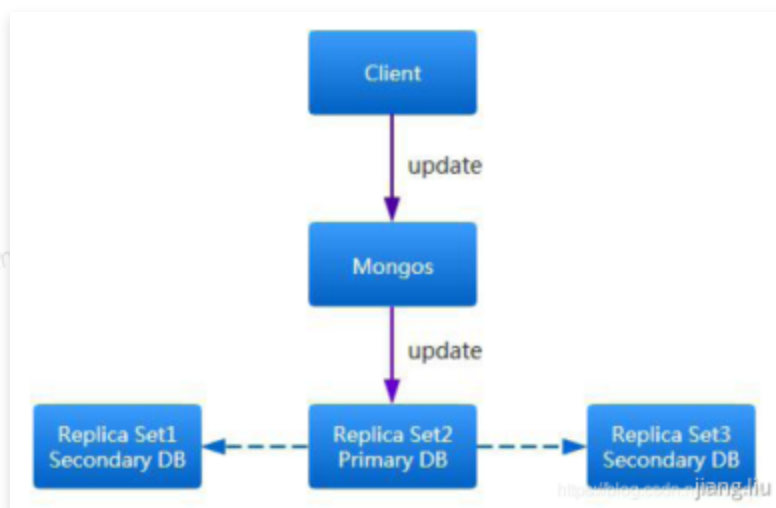 Client
update
Mongos
update
Replica Set1
Secondary DB
Replica Set2
Primary DB
Replica Set3
Secondary DB
jiang.liu